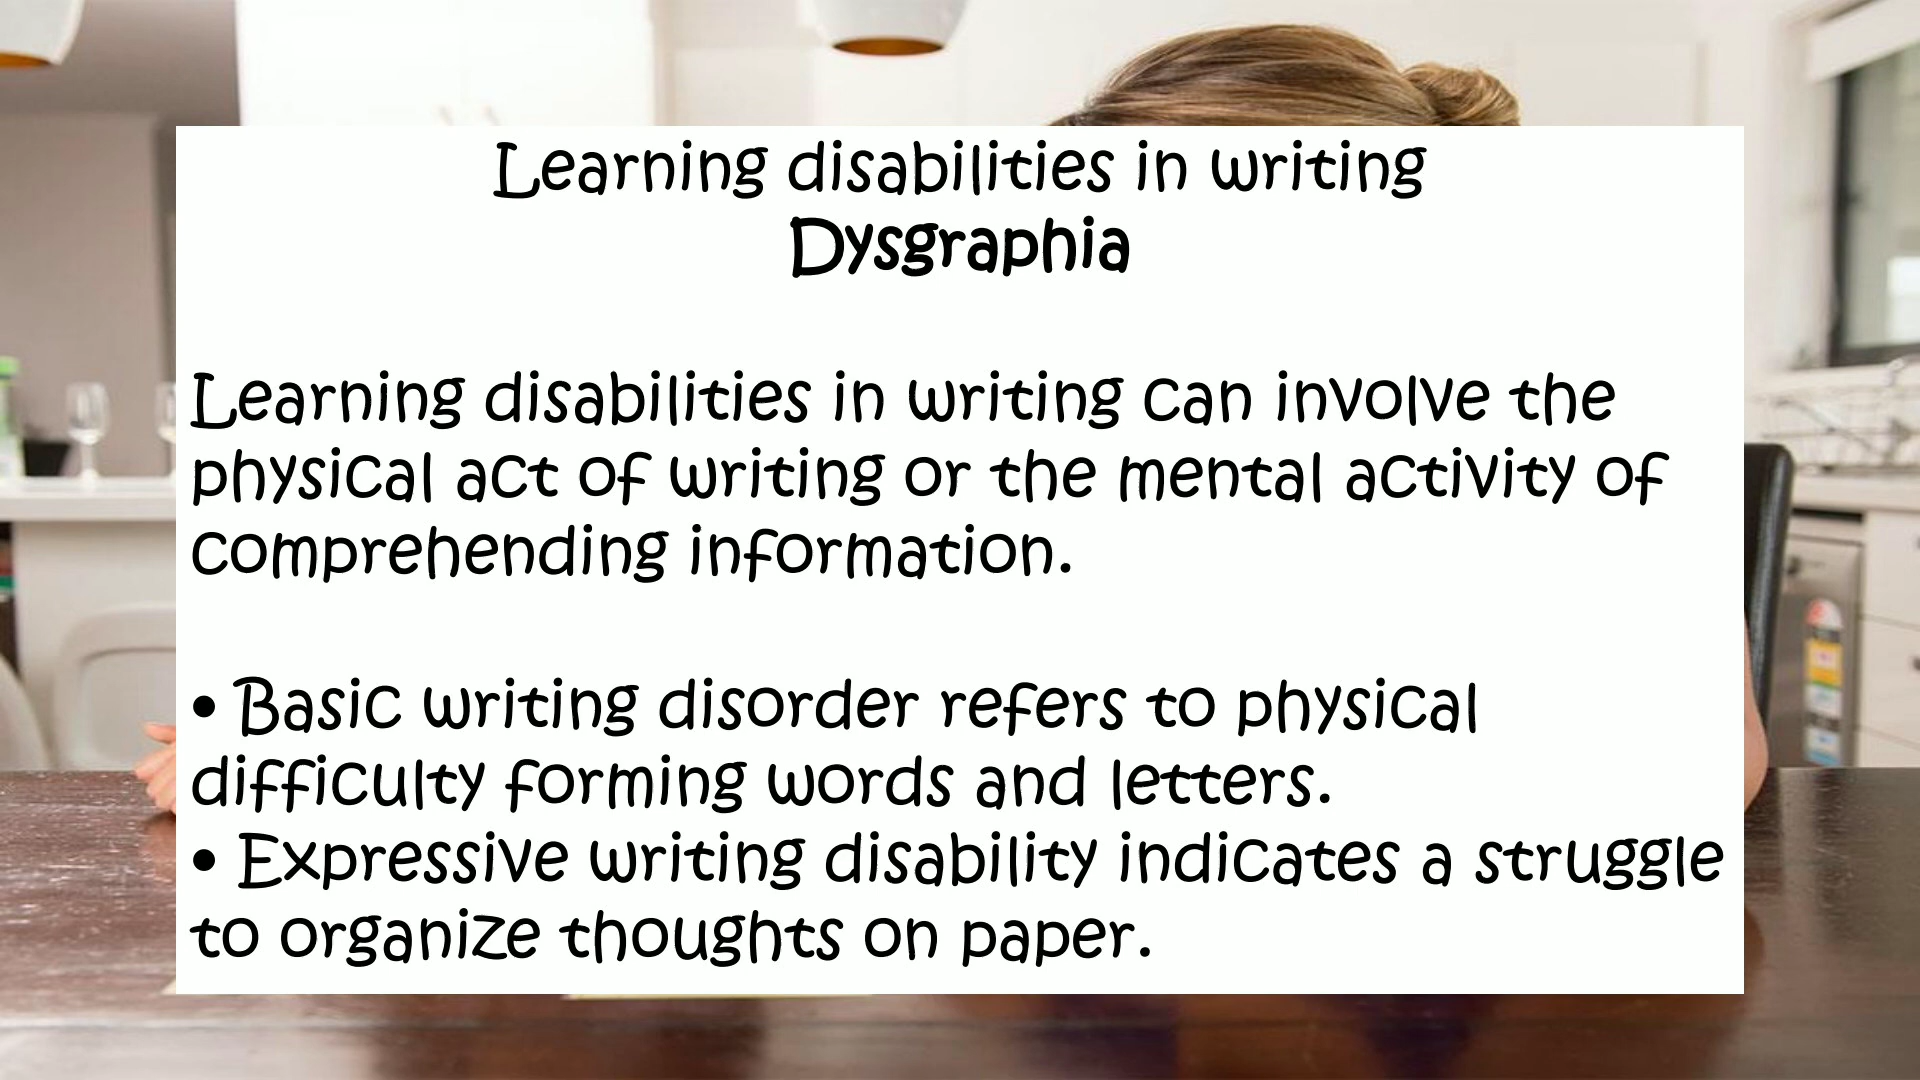 Learning disabilities in writing
Dysgraphia
Learning disabilities in writing can involve the
physical act of writing or the mental activity of
comprehending information.
• Basic writing disorder refers to physical
difficulty forming words and letters.
• Expressive writing disability indicates a struggle
to organize thoughts on paper.